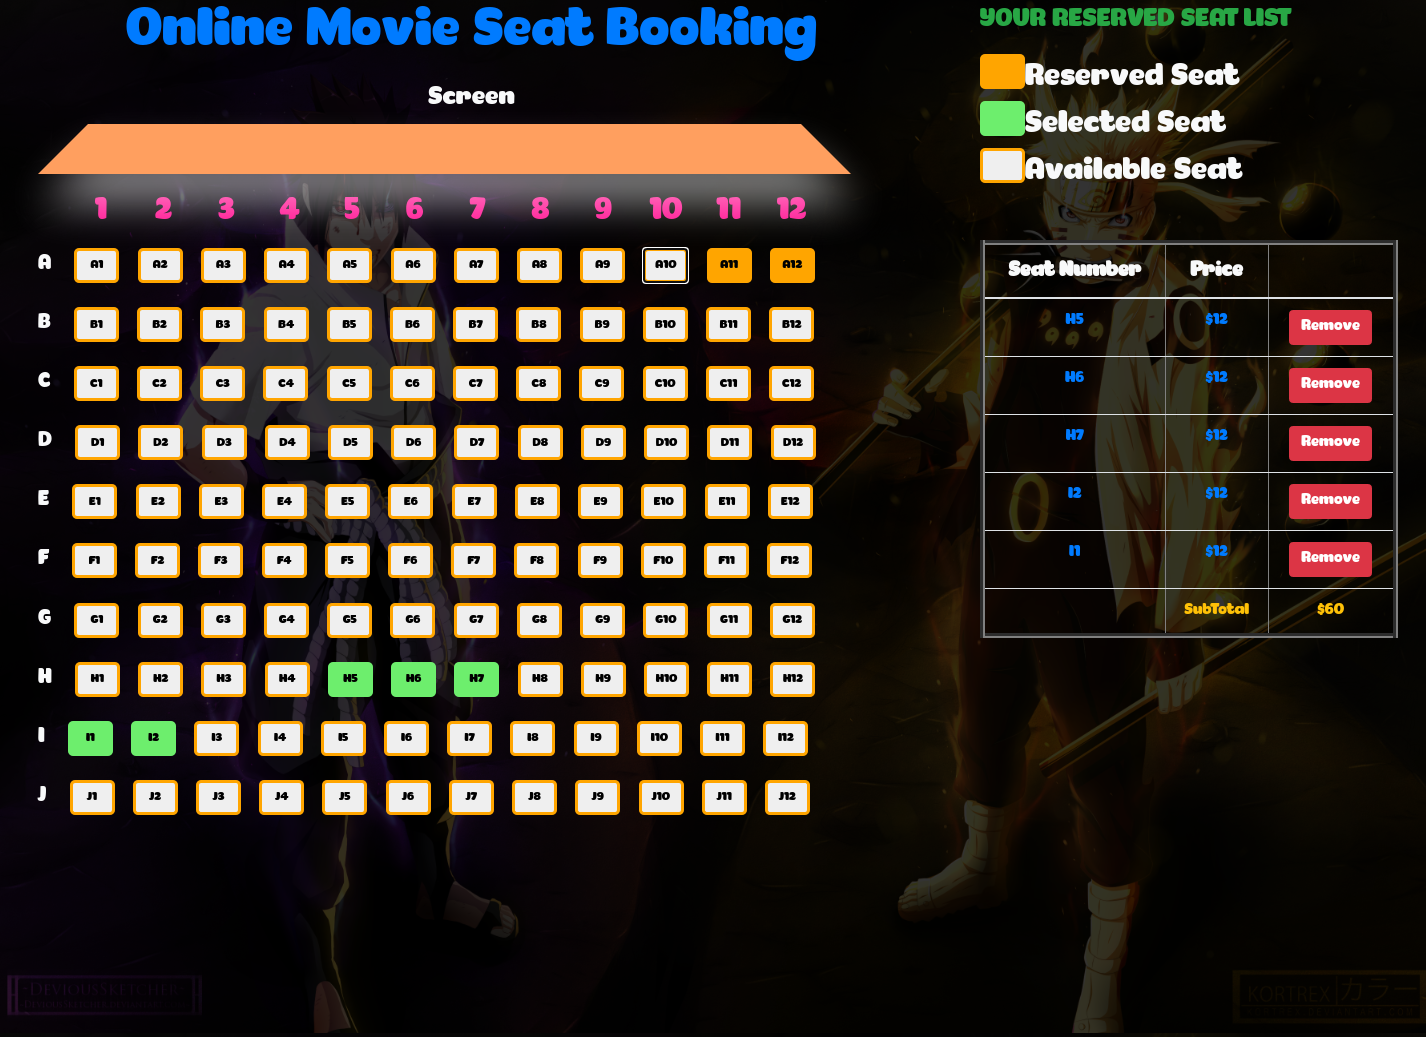 Online Movie Seat Booking
Screen
1 2 3 4 5 6 7 8 9 10 11 12
A A1 A2 A3 A4 A5 A6 A7 A8 A9 A10 A11 A12
B B1 B2 B3 B4 B5 B6 B7 B8 B9 B10 B11 B12
C C1 C2 C3 C4 C5 C6 C7 C8 C9 C10 C11 C12
D D1 D2 D3 D4 D5 D6 D7 D8 D9 D10 D11 D12
E E1 E2 E3 E4 E5 E6 E7 E8 E9 E10 E11 E12
F F1 F2 F3 F4 F5 F6 F7 F8 F9 F10 F11 F12
G G1 G2 G3 G4 G5 G6 G7 G8 G9 G10 G11 G12
H H1 H2 H3 H4 H5 H6 H7 H8 H9 H10 H11 H12
I I1 I2 I3 I4 I5 I6 I7 I8 I9 I10 I11 I12
J J1 J2 J3 J4 J5 J6 J7 J8 J9 J10 J11 J12
YOUR RESERVED SEAT LIST
Reserved Seat
Selected Seat
Available Seat
Seat Number Price
H5 $12 Remove
H6 $12 Remove
H7 $12 Remove
I2 $12 Remove
I1 $12 Remove
SubTotal $60
DEVIOUSSKETCHER
KORTREX カラー